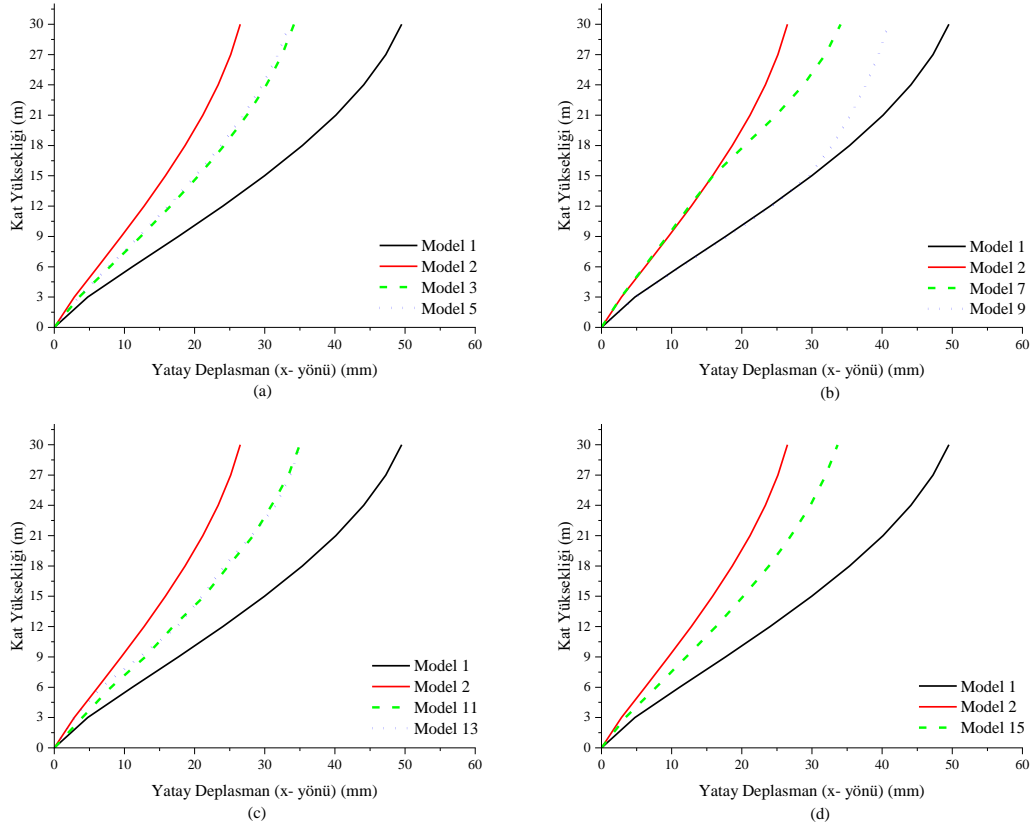 30
27
24
21
18
15
12
9
6
3
0
Kat Yüksekliği (m)
Model 1
Model 2
Model 3
Model 5
0 10 20 30 40 50 60
Yatay Deplasman (x- yönü) (mm)
(a)
30
27
24
21
18
15
12
9
6
3
0
Kat Yüksekliği (m)
Model 1
Model 2
Model 7
Model 9
0 10 20 30 40 50 60
Yatay Deplasman (x- yönü) (mm)
(b)
30
27
24
21
18
15
12
9
6
3
0
Kat Yüksekliği (m)
Model 1
Model 2
Model 11
Model 13
0 10 20 30 40 50 60
Yatay Deplasman (x- yönü) (mm)
(c)
30
27
24
21
18
15
12
9
6
3
0
Kat Yüksekliği (m)
Model 1
Model 2
Model 15
0 10 20 30 40 50 60
Yatay Deplasman (x- yönü) (mm)
(d)